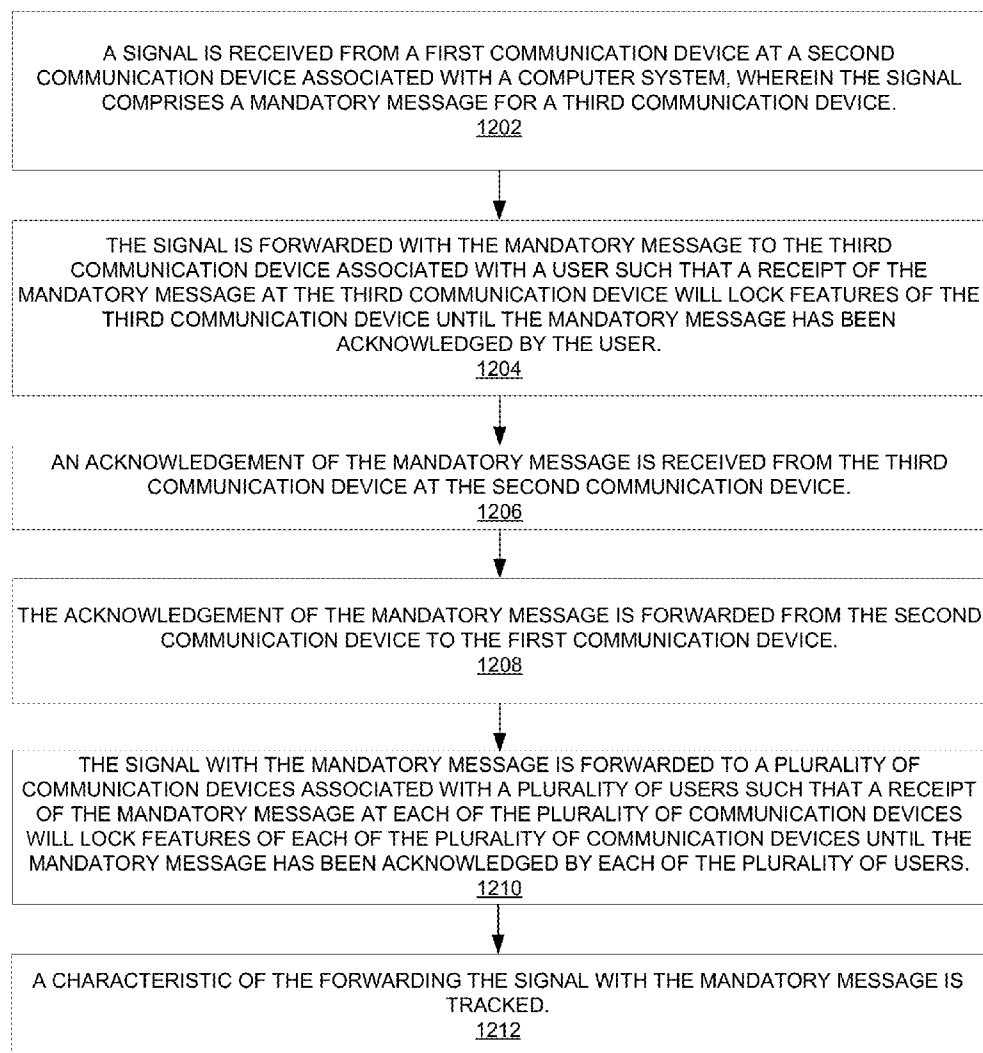 A SIGNAL IS RECEIVED FROM A FIRST COMMUNICATION DEVICE AT A SECOND
COMMUNICATION DEVICE ASSOCIATED WITH A COMPUTER SYSTEM, WHEREIN THE SIGNAL
COMPRISES A MANDATORY MESSAGE FOR A THIRD COMMUNICATION DEVICE.
1202
THE SIGNAL IS FORWARDED WITH THE MANDATORY MESSAGE TO THE THIRD
COMMUNICATION DEVICE ASSOCIATED WITH A USER SUCH THAT A RECEIPT OF THE
MANDATORY MESSAGE AT THE THIRD COMMUNICATION DEVICE WILL LOCK FEATURES OF THE
THIRD COMMUNICATION DEVICE UNTIL THE MANDATORY MESSAGE HAS BEEN
ACKNOWLEDGED BY THE USER.
1204
AN ACKNOWLEDGEMENT OF THE MANDATORY MESSAGE IS RECEIVED FROM THE THIRD
COMMUNICATION DEVICE AT THE SECOND COMMUNICATION DEVICE.
1206
THE ACKNOWLEDGEMENT OF THE MANDATORY MESSAGE IS FORWARDED FROM THE SECOND
COMMUNICATION DEVICE TO THE FIRST COMMUNICATION DEVICE.
1208
THE SIGNAL WITH THE MANDATORY MESSAGE IS FORWARDED TO A PLURALITY OF
COMMUNICATION DEVICES ASSOCIATED WITH A PLURALITY OF USERS SUCH THAT A RECEIPT
OF THE MANDATORY MESSAGE AT EACH OF THE PLURALITY OF COMMUNICATION DEVICES
WILL LOCK FEATURES OF EACH OF THE PLURALITY OF COMMUNICATION DEVICES UNTIL THE
MANDATORY MESSAGE HAS BEEN ACKNOWLEDGED BY EACH OF THE PLURALITY OF USERS.
1210
A CHARACTERISTIC OF THE FORWARDING THE SIGNAL WITH THE MANDATORY MESSAGE IS
TRACKED.
1212